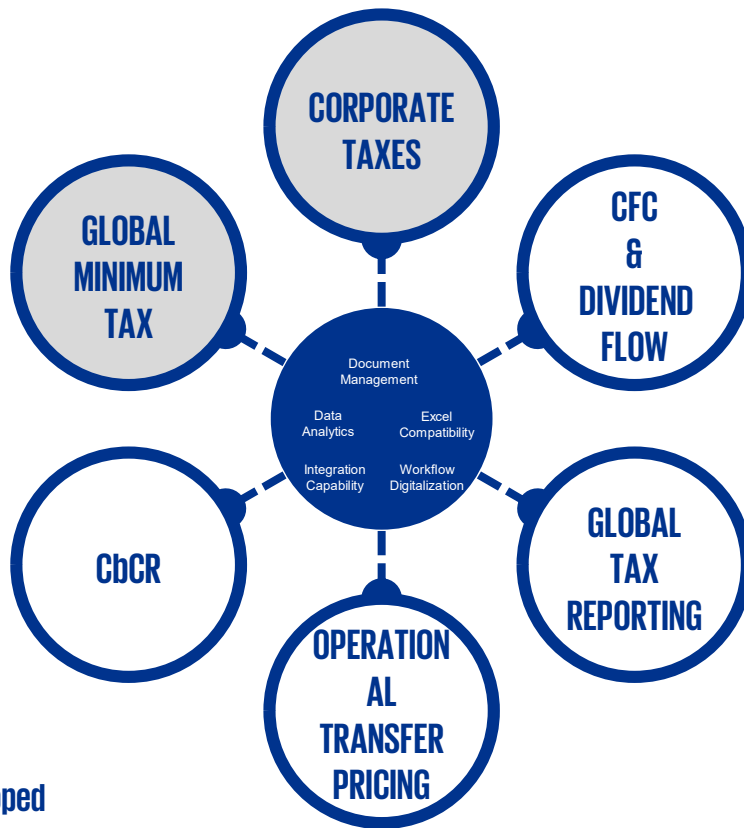 CORPORATE
TAXES
GLOBAL
MINIMUM
TAX
CFC
&
DIVIDEND
FLOW
Document
Management
Data
Analytics
Excel
Compatibility
Integration
Capability
Workflow
Digitalization
CbCR
GLOBAL
TAX
REPORTING
OPERATION
AL
TRANSFER
PRICING